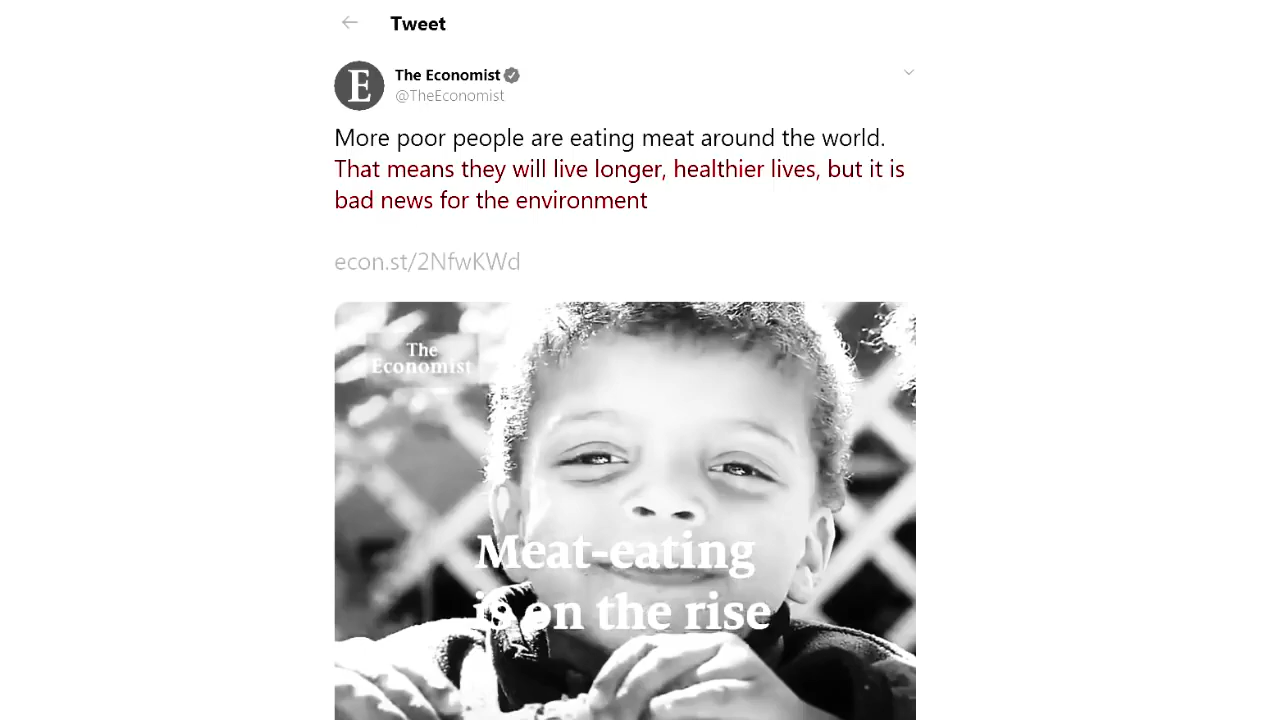 Tweet
The Economist
@TheEconomist
More poor people are eating meat around the world.
That means they will live longer, healthier lives, but it is
bad news for the environment
econ.st/2NfwKWd
The
Economist
Meat-eating
is on the rise